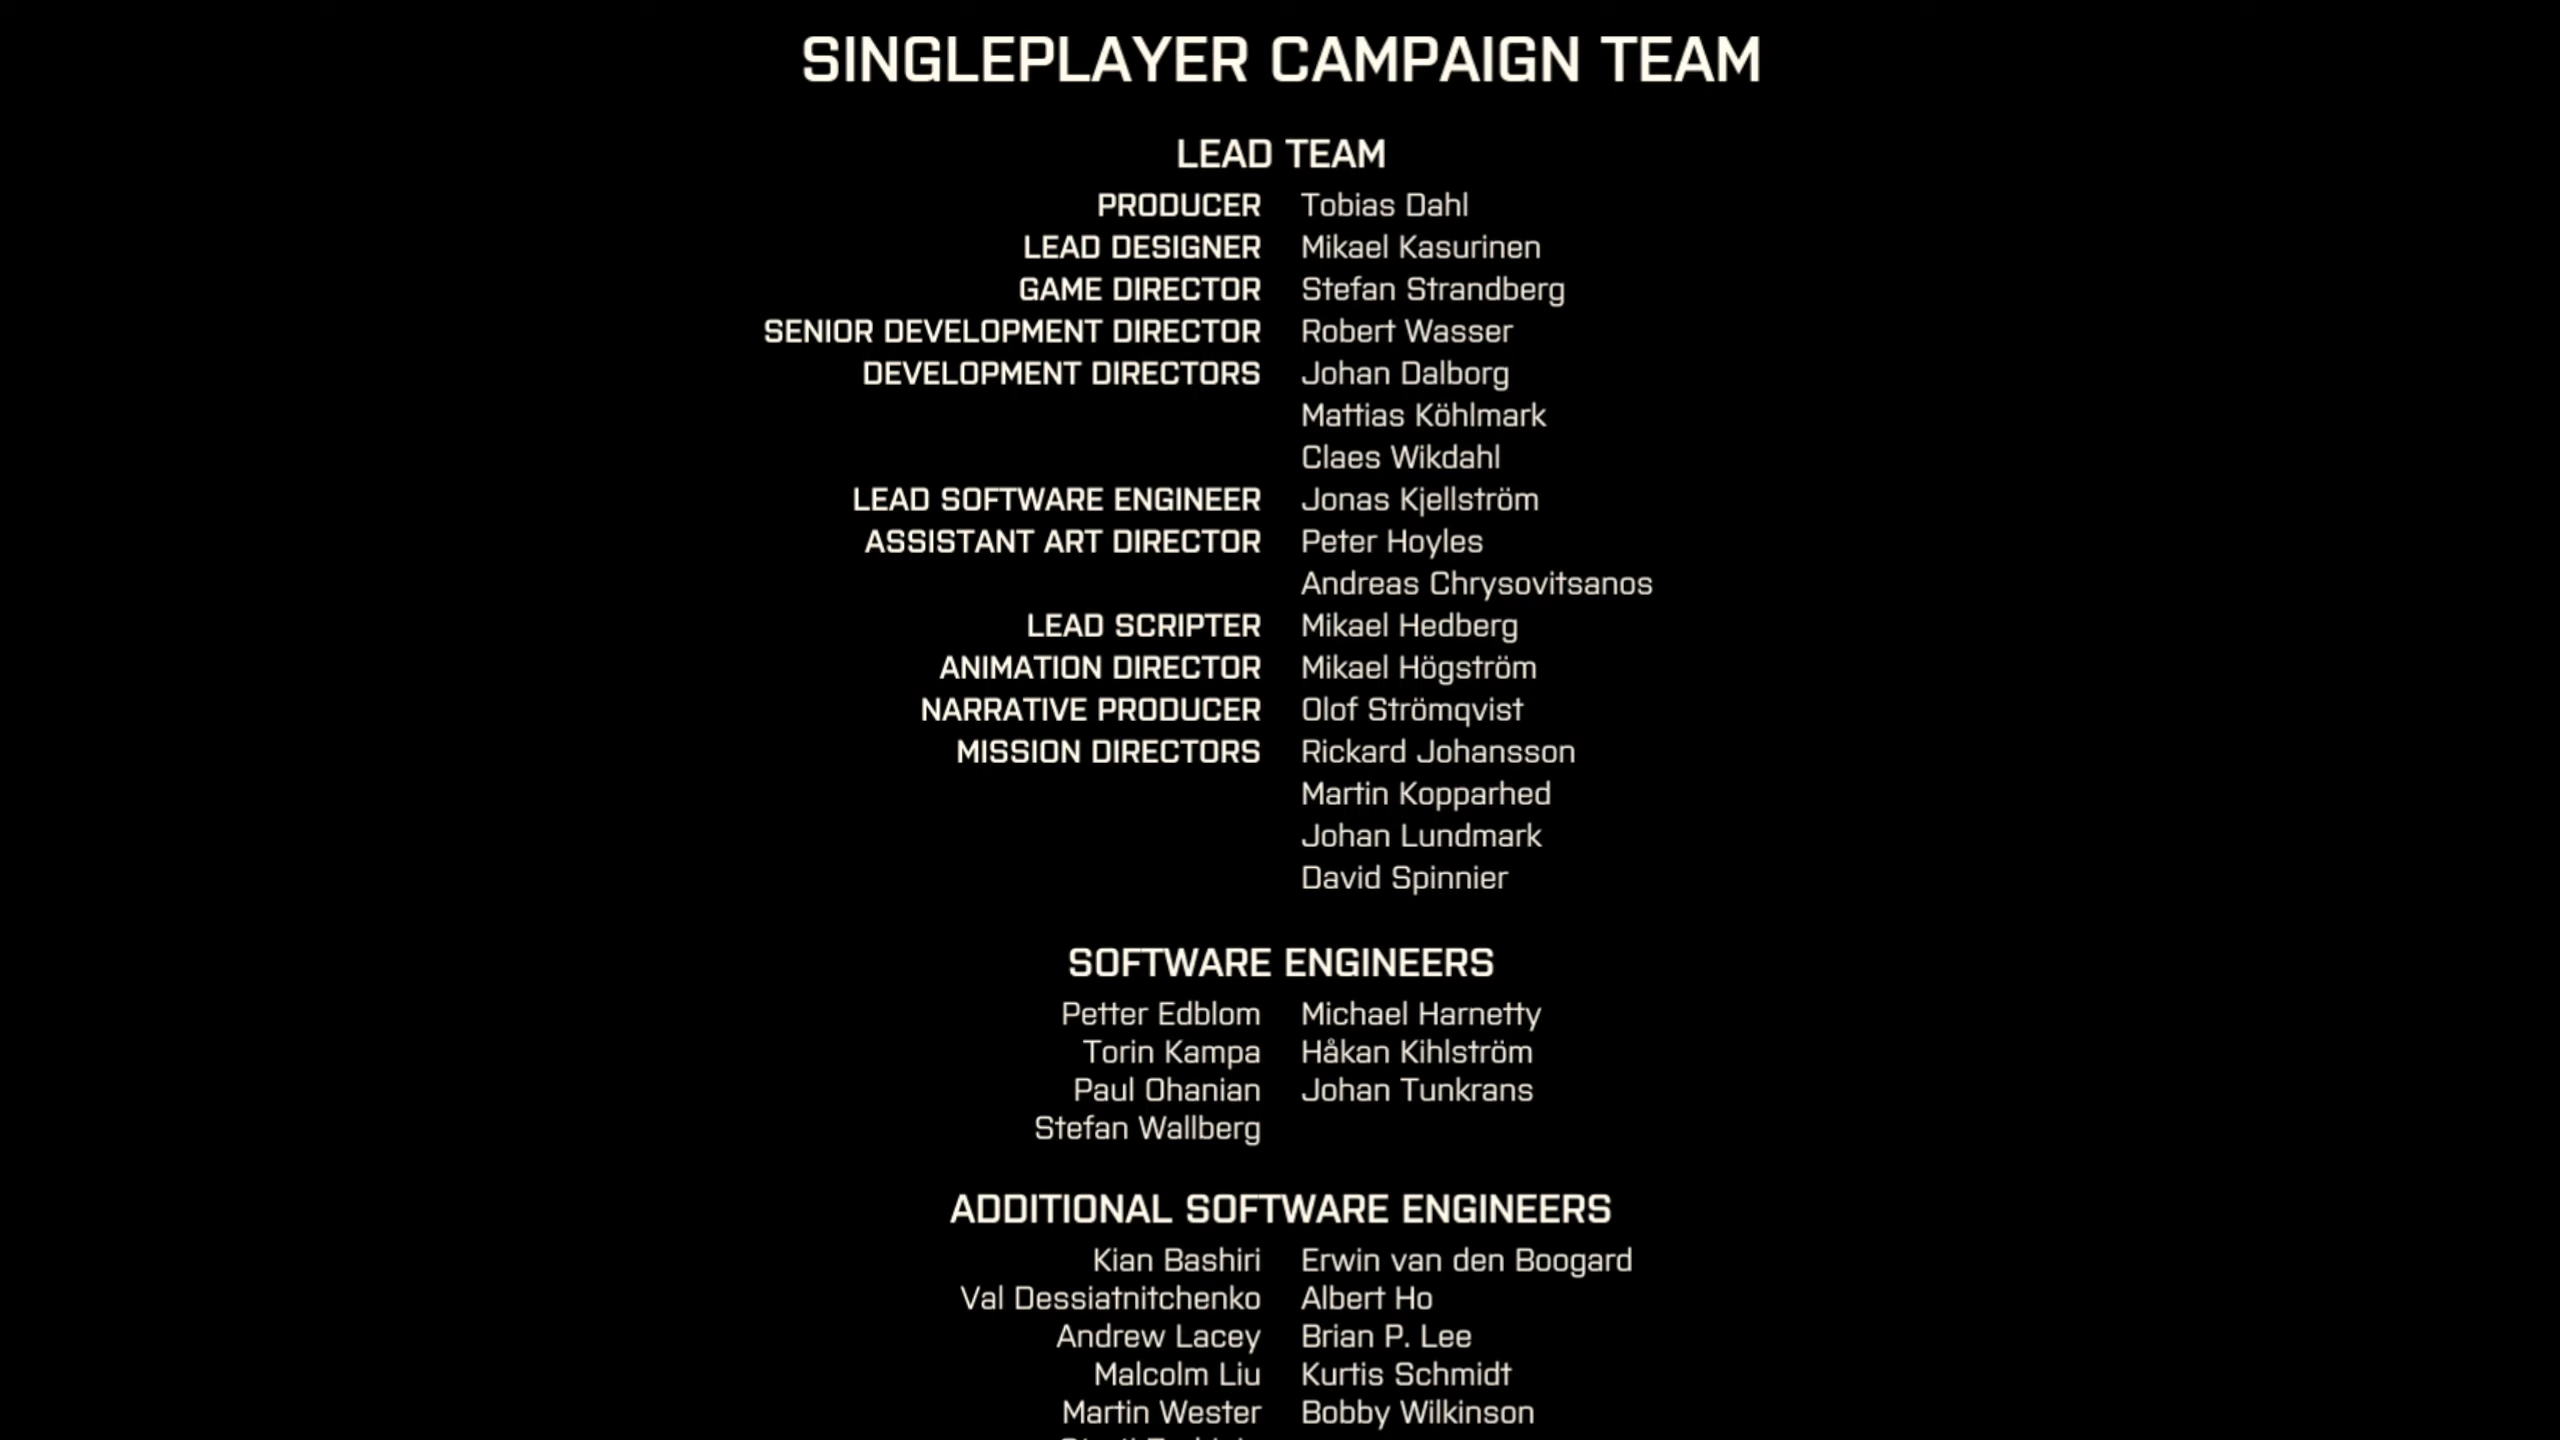 SINGLEPLAYER CAMPAIGN TEAM
LEAD TEAM
PRODUCER Tobias Dahl
LEAD DESIGNER Mikael Kasurinen
GAME DIRECTOR Stefan Strandberg
SENIOR DEVELOPMENT DIRECTOR Robert Wasser
DEVELOPMENT DIRECTORS Johan Dalborg
Mattias Köhlmark
Claes Wikdahl
LEAD SOFTWARE ENGINEER Jonas Kjellström
ASSISTANT ART DIRECTOR Peter Hoyles
Andreas Chrysovitsanos
LEAD SCRIPTER Mikael Hedberg
ANIMATION DIRECTOR Mikael Högström
NARRATIVE PRODUCER Olof Strömqvist
MISSION DIRECTORS Rickard Johansson
Martin Kopparhed
Johan Lundmark
David Spinnier
SOFTWARE ENGINEERS
Petter Edblom Michael Harnetty
Torin Kampa Håkan Kihlström
Paul Ohanian Johan Tunkrans
Stefan Wallberg
ADDITIONAL SOFTWARE ENGINEERS
Kian Bashiri Erwin van den Boogard
Val Dessiatnitchenko Albert Ho
Andrew Lacey Brian P. Lee
Malcolm Liu Kurtis Schmidt
Martin Wester Bobby Wilkinson